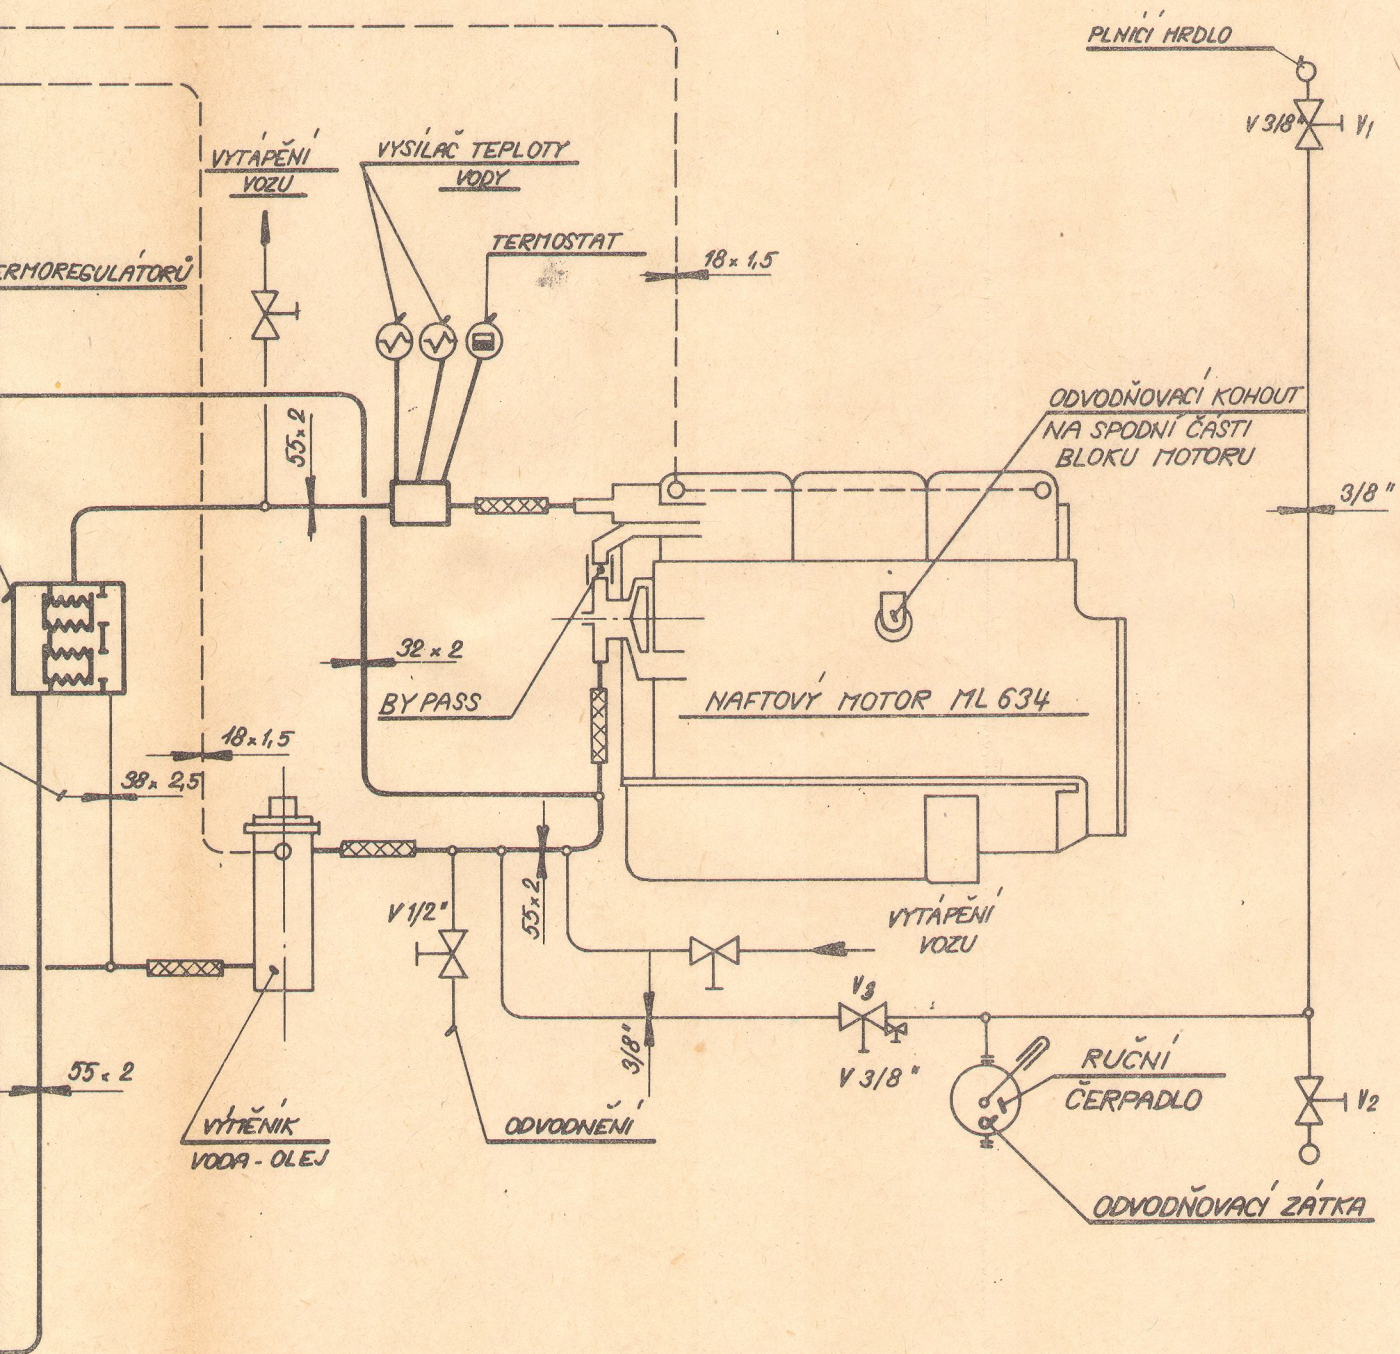 PLNICÍ HRDLO
V 3/8" V1
VYTÁPĚNÍ
VOZU
VYSÍLAČ TEPLOTY
VODY
TERMOSTAT
18 x 1,5
ERMOREGULÁTORŮ
55 x 2
ODVODŇOVACÍ KOHOUT
NA SPODNÍ ČÁSTI
BLOKU MOTORU
3/8"
32 x 2
BY PASS
NAFTOVÝ MOTOR ML 634
18 x 1,5
38 x 2,5
55 x 2
V 1/2"
VYTÁPĚNÍ
VOZU
V3
V 3/8"
3/8"
RUČNÍ
ČERPADLO
V2
55 x 2
VÝMĚNÍK
VODA - OLEJ
ODVODNĚNÍ
ODVODŇOVACÍ ZÁTKA